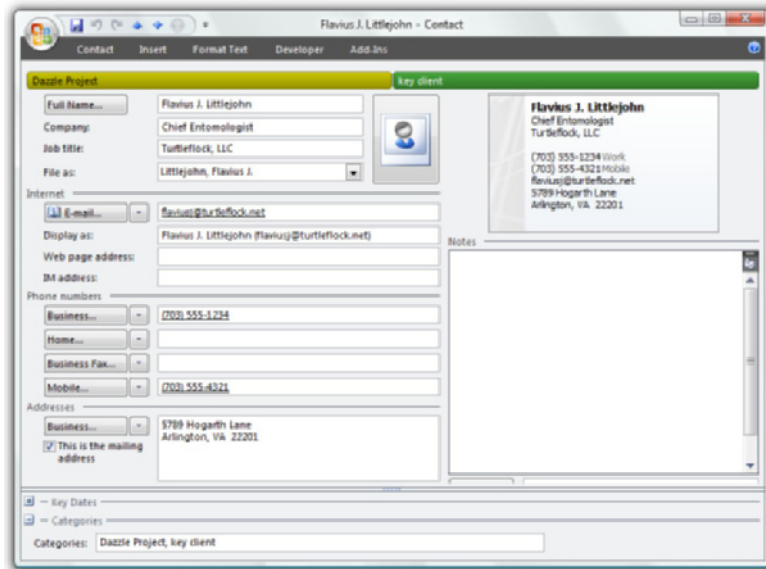 Flavius J. Littlejohn - Contact
Contact Insert Format Text Developer Add-Ins
Dazzle Project key client
Full Name... Flavius J. Littlejohn
Company: Chief Entomologist
Job title: Turtleflock, LLC
File as: Littlejohn, Flavius J.
Flavius J. Littlejohn
Chief Entomologist
Turtleflock, LLC
(703) 555-1234 Work
(703) 555-4321 Mobile
flaviusj@turtleflock.net
5789 Hogarth Lane
Arlington, VA 22201
Internet
E-mail... flaviusj@turtleflock.net
Display as: Flavius J. Littlejohn (flaviusj@turtleflock.net)
Web page address:
IM address:
Phone numbers
Business... (703) 555-1234
Home...
Business Fax...
Mobile... (703) 555-4321
Addresses
Business... 5789 Hogarth Lane
Arlington, VA 22201
This is the mailing
address
Notes
Key Dates
Categories
Categories: Dazzle Project, key client